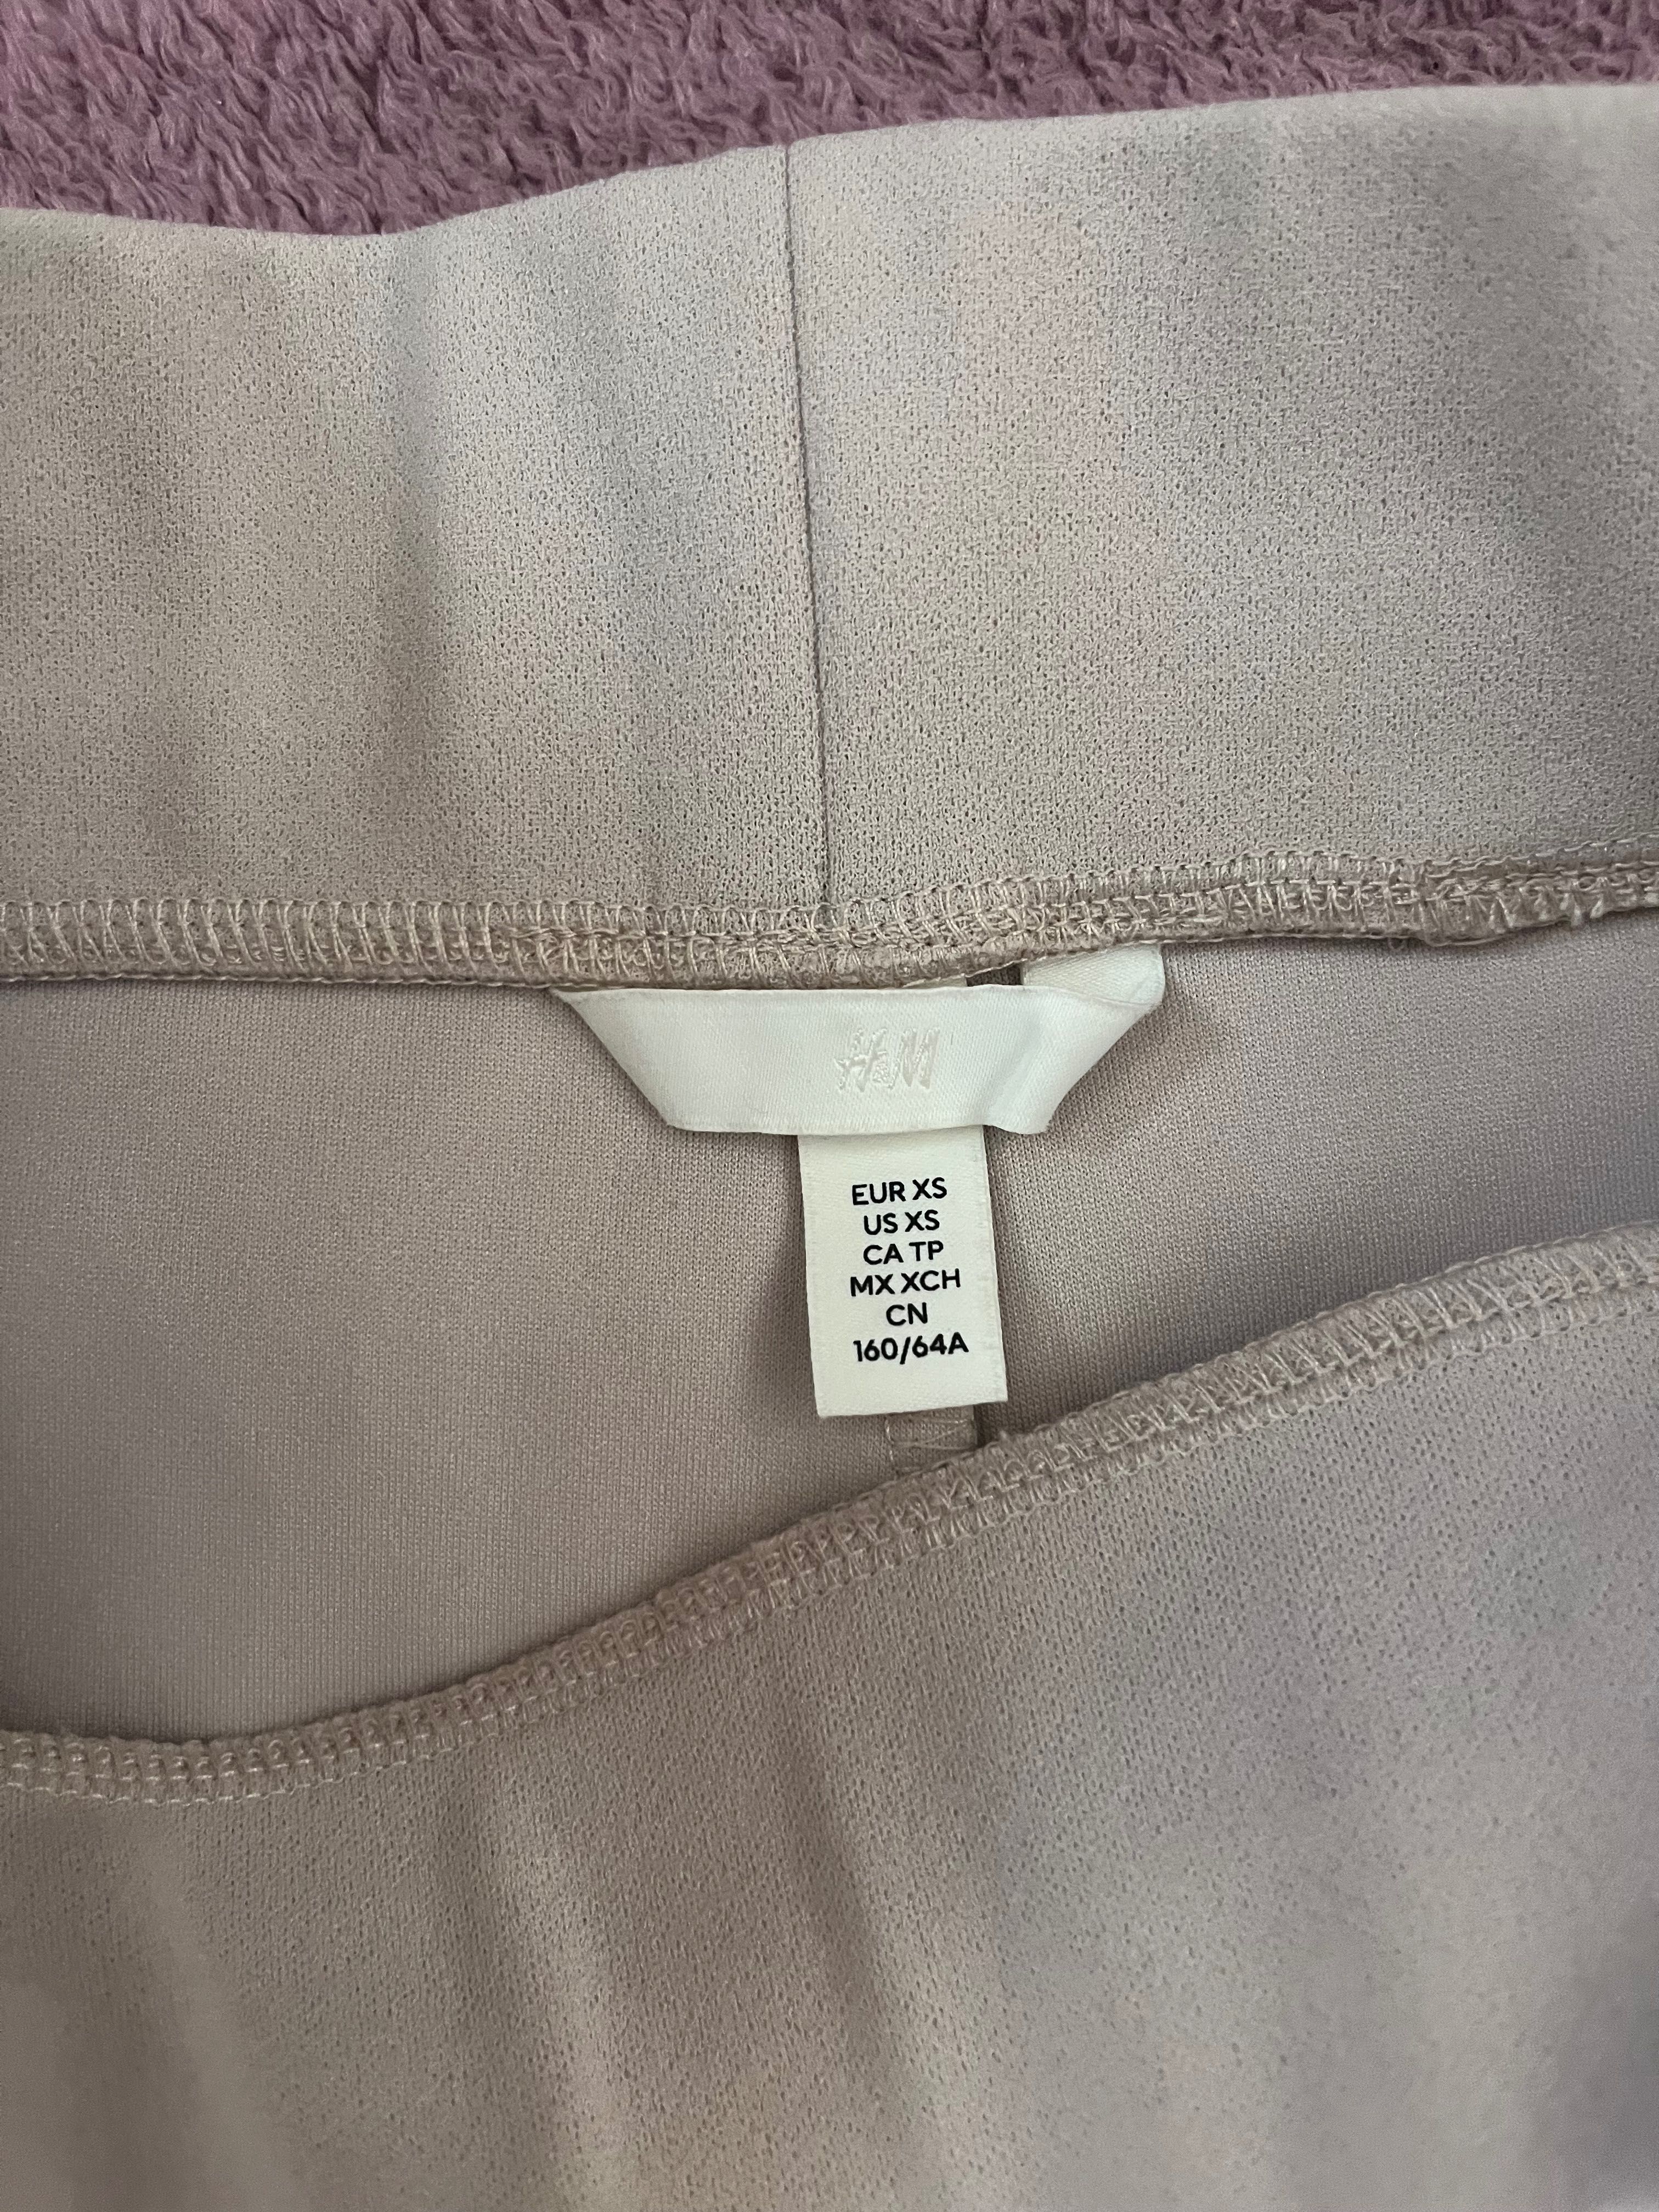 H&M
EUR XS
US XS
CA TP
MX XCH
CN
160/64A